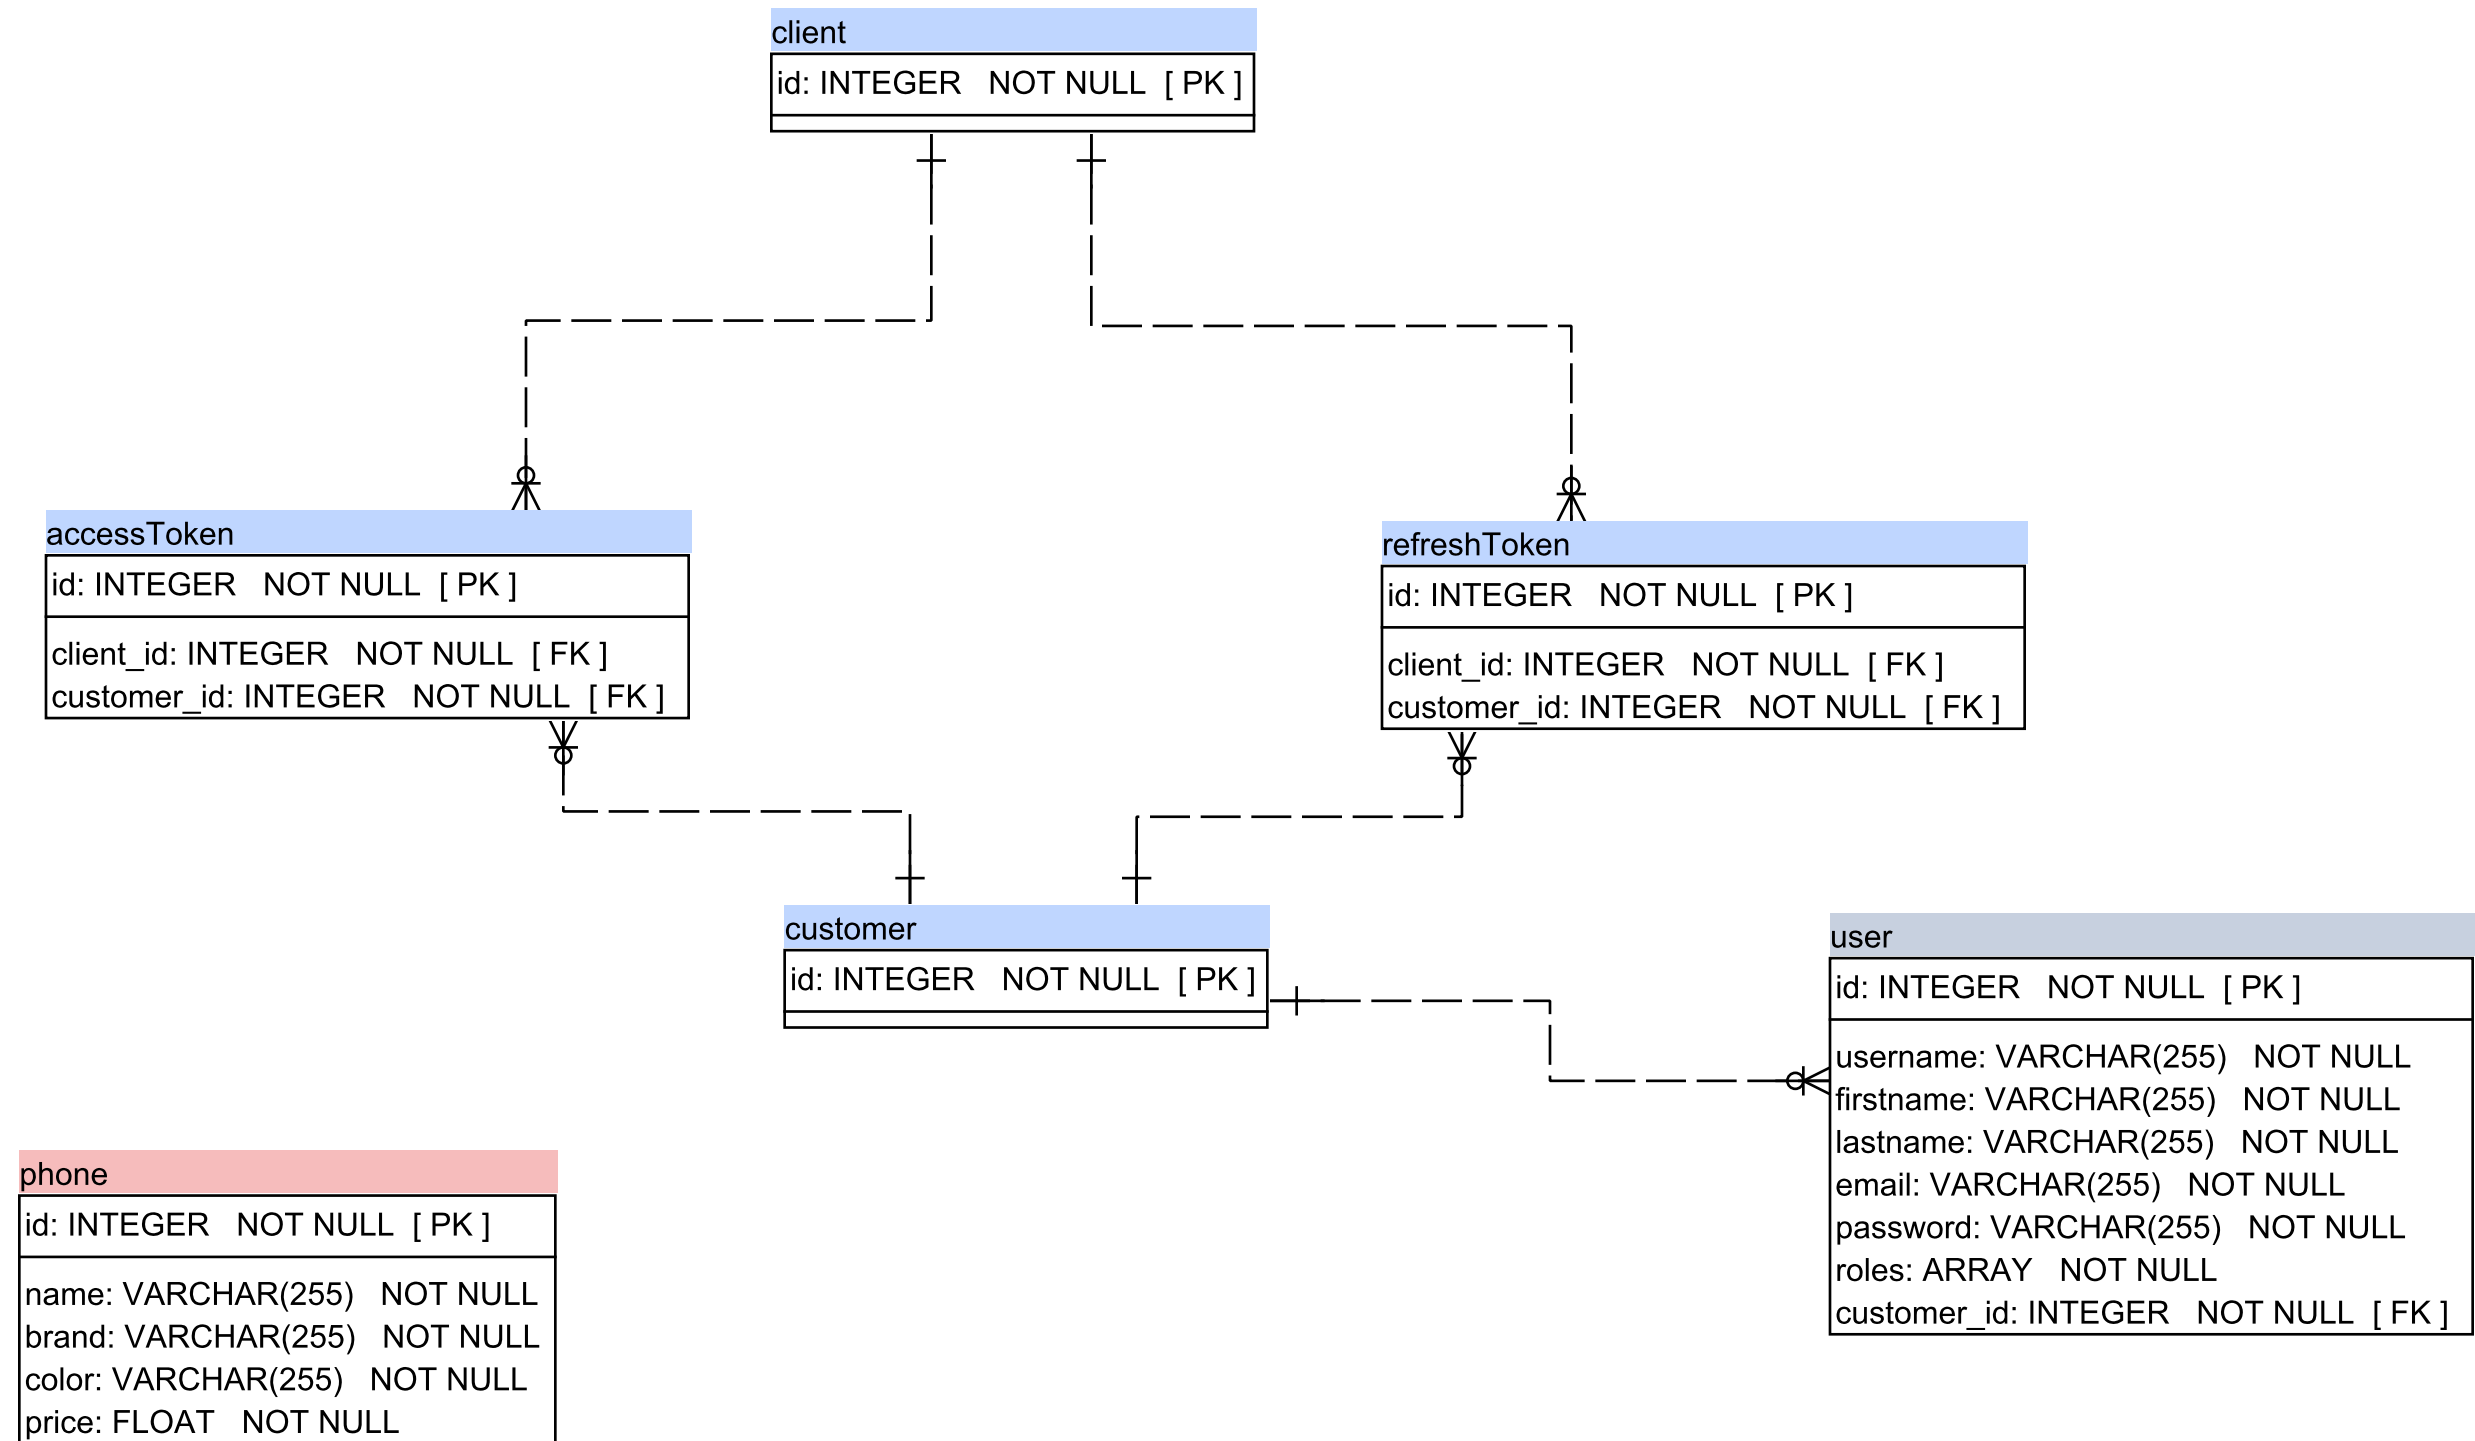 client
id: INTEGER NOT NULL [ PK ]
accessToken
id: INTEGER NOT NULL [ PK ]
client_id: INTEGER NOT NULL [ FK ]
customer_id: INTEGER NOT NULL [ FK ]
refreshToken
id: INTEGER NOT NULL [ PK ]
client_id: INTEGER NOT NULL [ FK ]
customer_id: INTEGER NOT NULL [ FK ]
customer
id: INTEGER NOT NULL [ PK ]
user
id: INTEGER NOT NULL [ PK ]
username: VARCHAR(255) NOT NULL
firstname: VARCHAR(255) NOT NULL
lastname: VARCHAR(255) NOT NULL
email: VARCHAR(255) NOT NULL
password: VARCHAR(255) NOT NULL
roles: ARRAY NOT NULL
customer_id: INTEGER NOT NULL [ FK ]
phone
id: INTEGER NOT NULL [ PK ]
name: VARCHAR(255) NOT NULL
brand: VARCHAR(255) NOT NULL
color: VARCHAR(255) NOT NULL
price: FLOAT NOT NULL